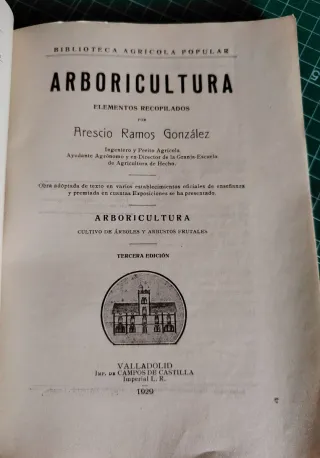 BIBLIOTECA AGRICOLA POPULAR
ARBORICULTURA
ELEMENTOS RECOPILADOS
POR
Arescio Ramos González
Ingeniero y Perito Agrícola
Ayudante Agronómo y ex Director de la Granja-Escuela
de Agricultura de Hecho.
Obra adoptada de texto en varios establecimientos oficiales de enseñanza
y premiada en cuantas Exposiciones se ha presentado.
ARBORICULTURA
CULTIVO DE ÁRBOLES Y ARBUSTOS FRUTALES
TERCERA EDICIÓN
VALLADOLID
Imp. DE CAMPOS DE CASTILLA
Imperial L. R.
1929